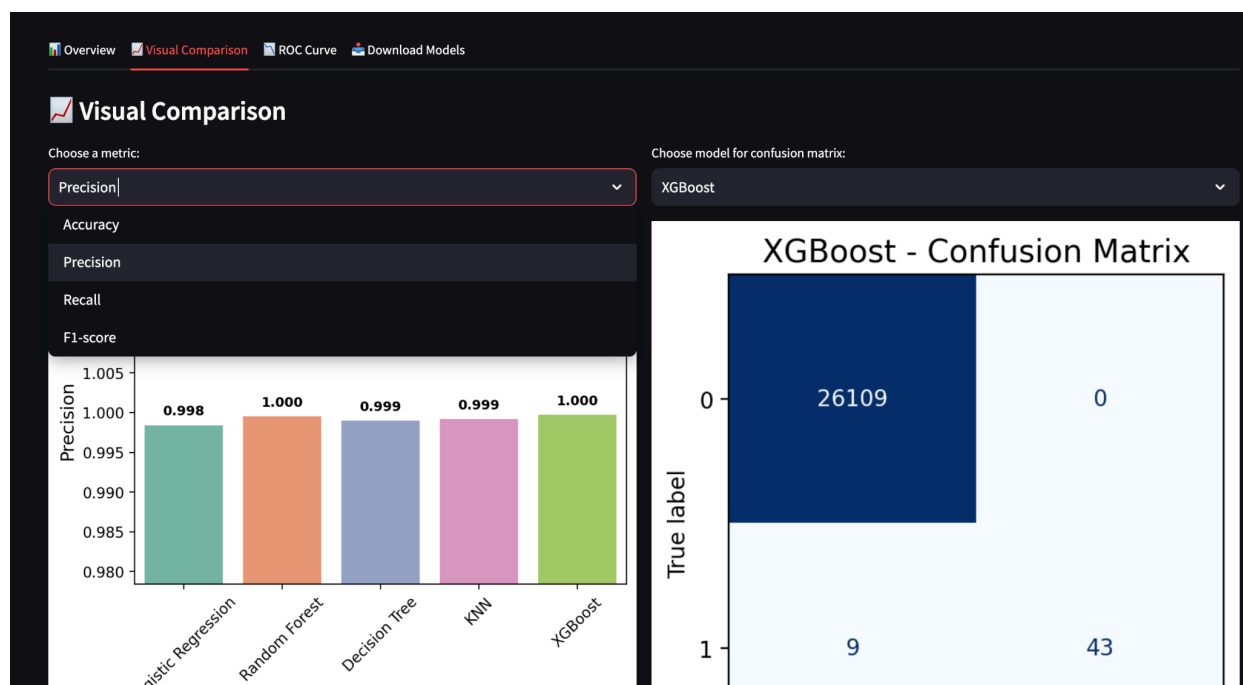 📊 Overview 📈 Visual Comparison 📉 ROC Curve 📥 Download Models
📈 Visual Comparison
Choose a metric:
Precision
Accuracy
Precision
Recall
F1-score
Precision
1.005
1.000
0.995
0.990
0.985
0.980
0.998 1.000 0.999 0.999 1.000
gistic Regression Random Forest Decision Tree KNN XGBoost
Choose model for confusion matrix:
XGBoost
XGBoost - Confusion Matrix
True label
0 26109 0
1 9 43